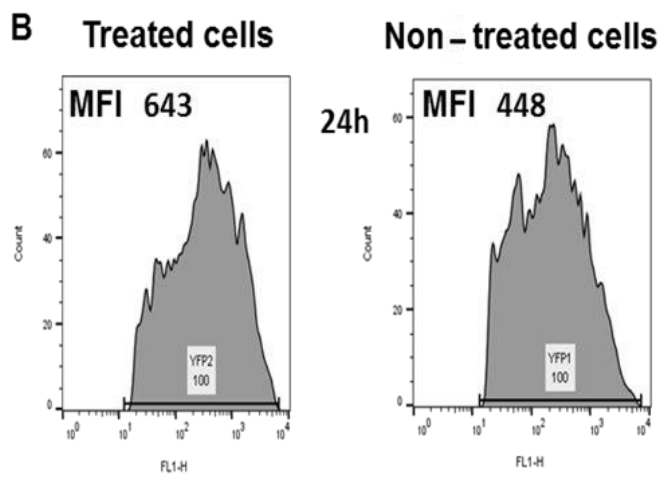 B
Treated cells
Non – treated cells
MFI 643
24h
MFI 448
Count
60
40
20
0
YFP2
100
10^0 10^1 10^2 10^3 10^4
FL1-H
Count
60
40
20
0
YFP1
100
10^0 10^1 10^2 10^3 10^4
FL1-H